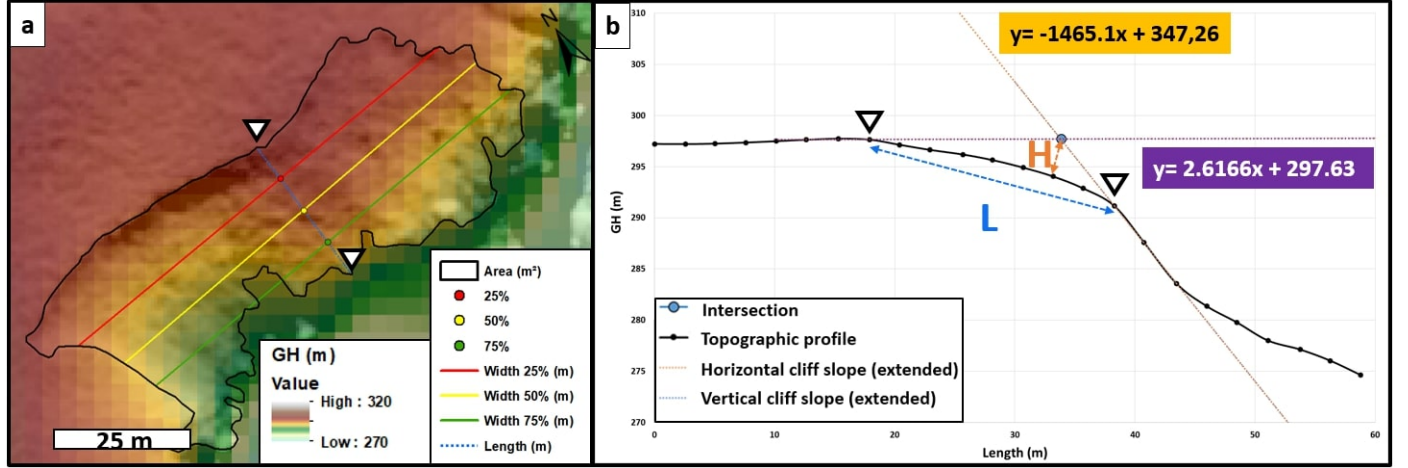 a
N
Area (m²)
25%
50%
75%
Width 25% (m)
Width 50% (m)
Width 75% (m)
Length (m)
GH (m)
Value
High : 320
Low : 270
25 m
b
310
305
300
295
290
285
280
275
270
GH (m)
y= -1465.1x + 347,26
y= 2.6166x + 297.63
H
L
Intersection
Topographic profile
Horizontal cliff slope (extended)
Vertical cliff slope (extended)
0 10 20 30 40 50 60
Length (m)